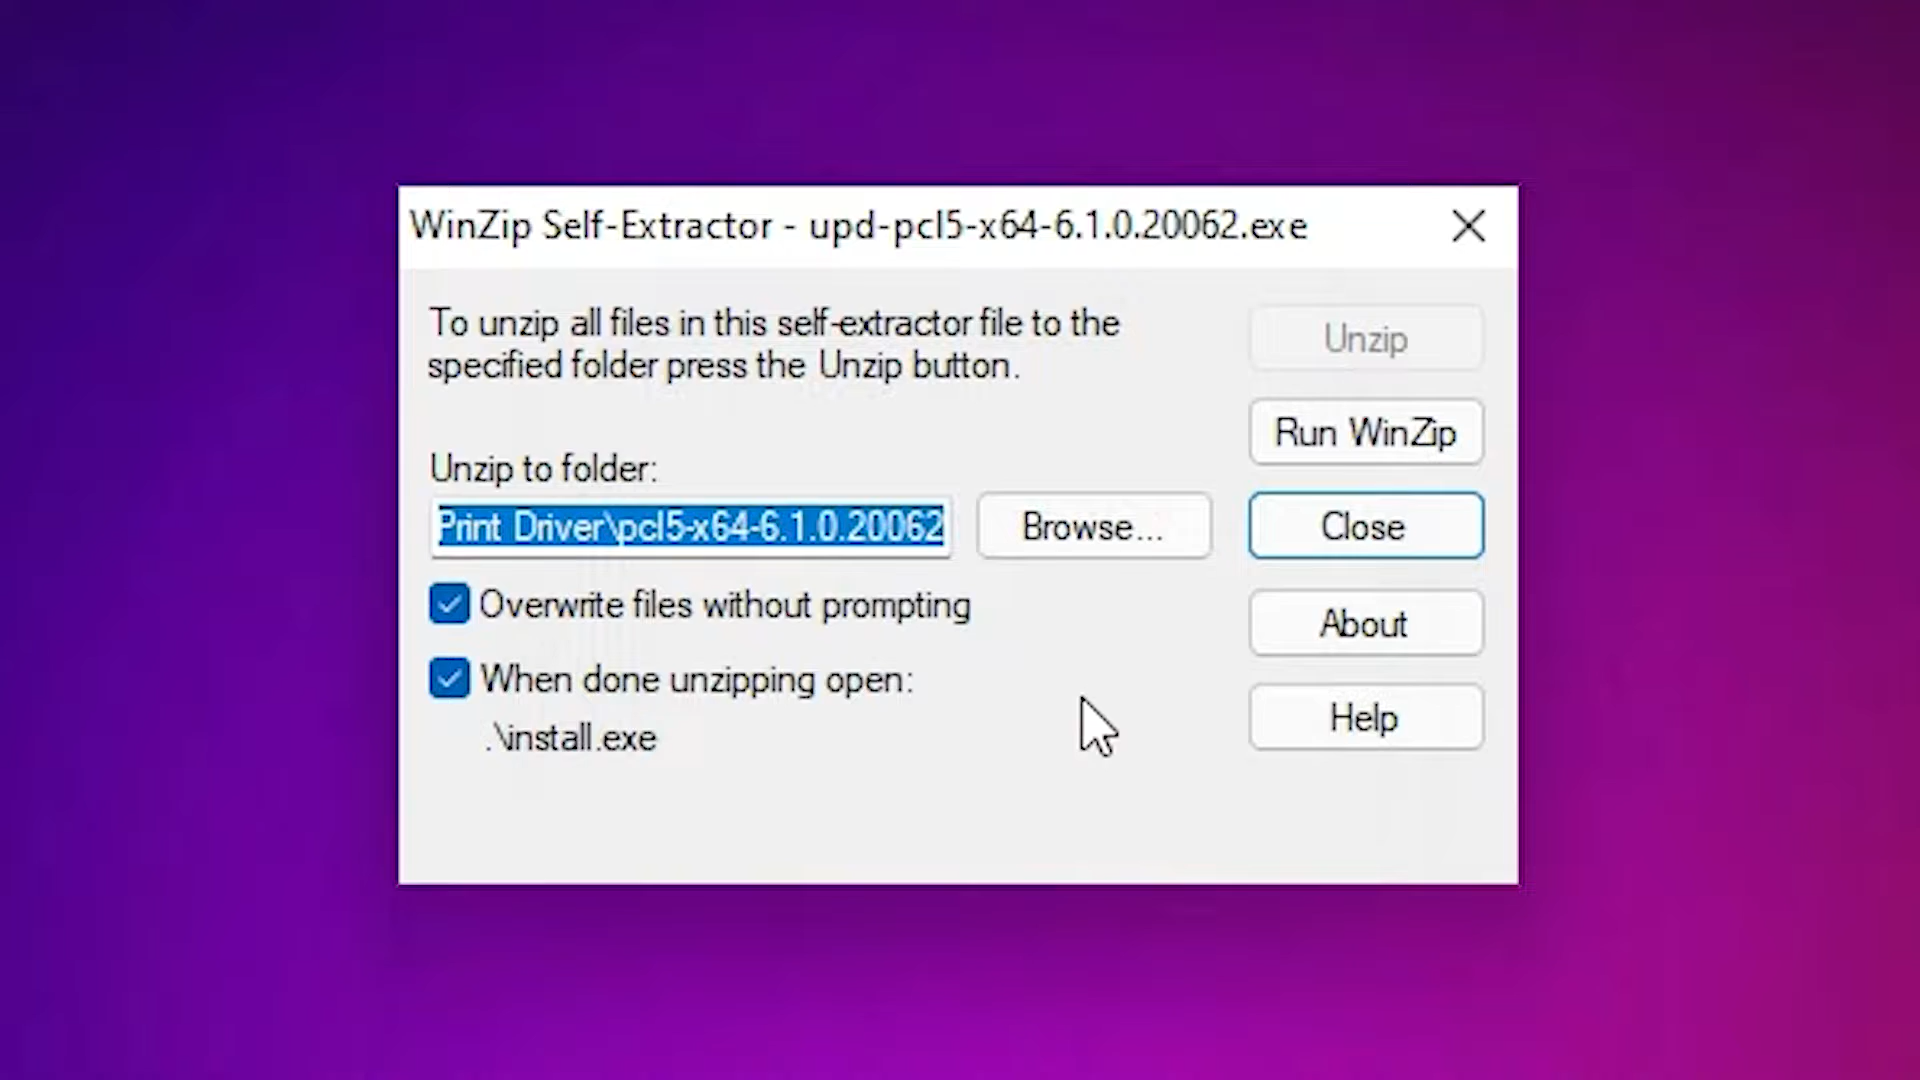 WinZip Self-Extractor - upd-pcl5-x64-6.1.0.20062.exe
To unzip all files in this self-extractor file to the
specified folder press the Unzip button.
Unzip to folder:
Print Driver\pcl5-x64-6.1.0.20062
Browse...
Overwrite files without prompting
When done unzipping open:
.\install.exe
Unzip
Run WinZip
Close
About
Help